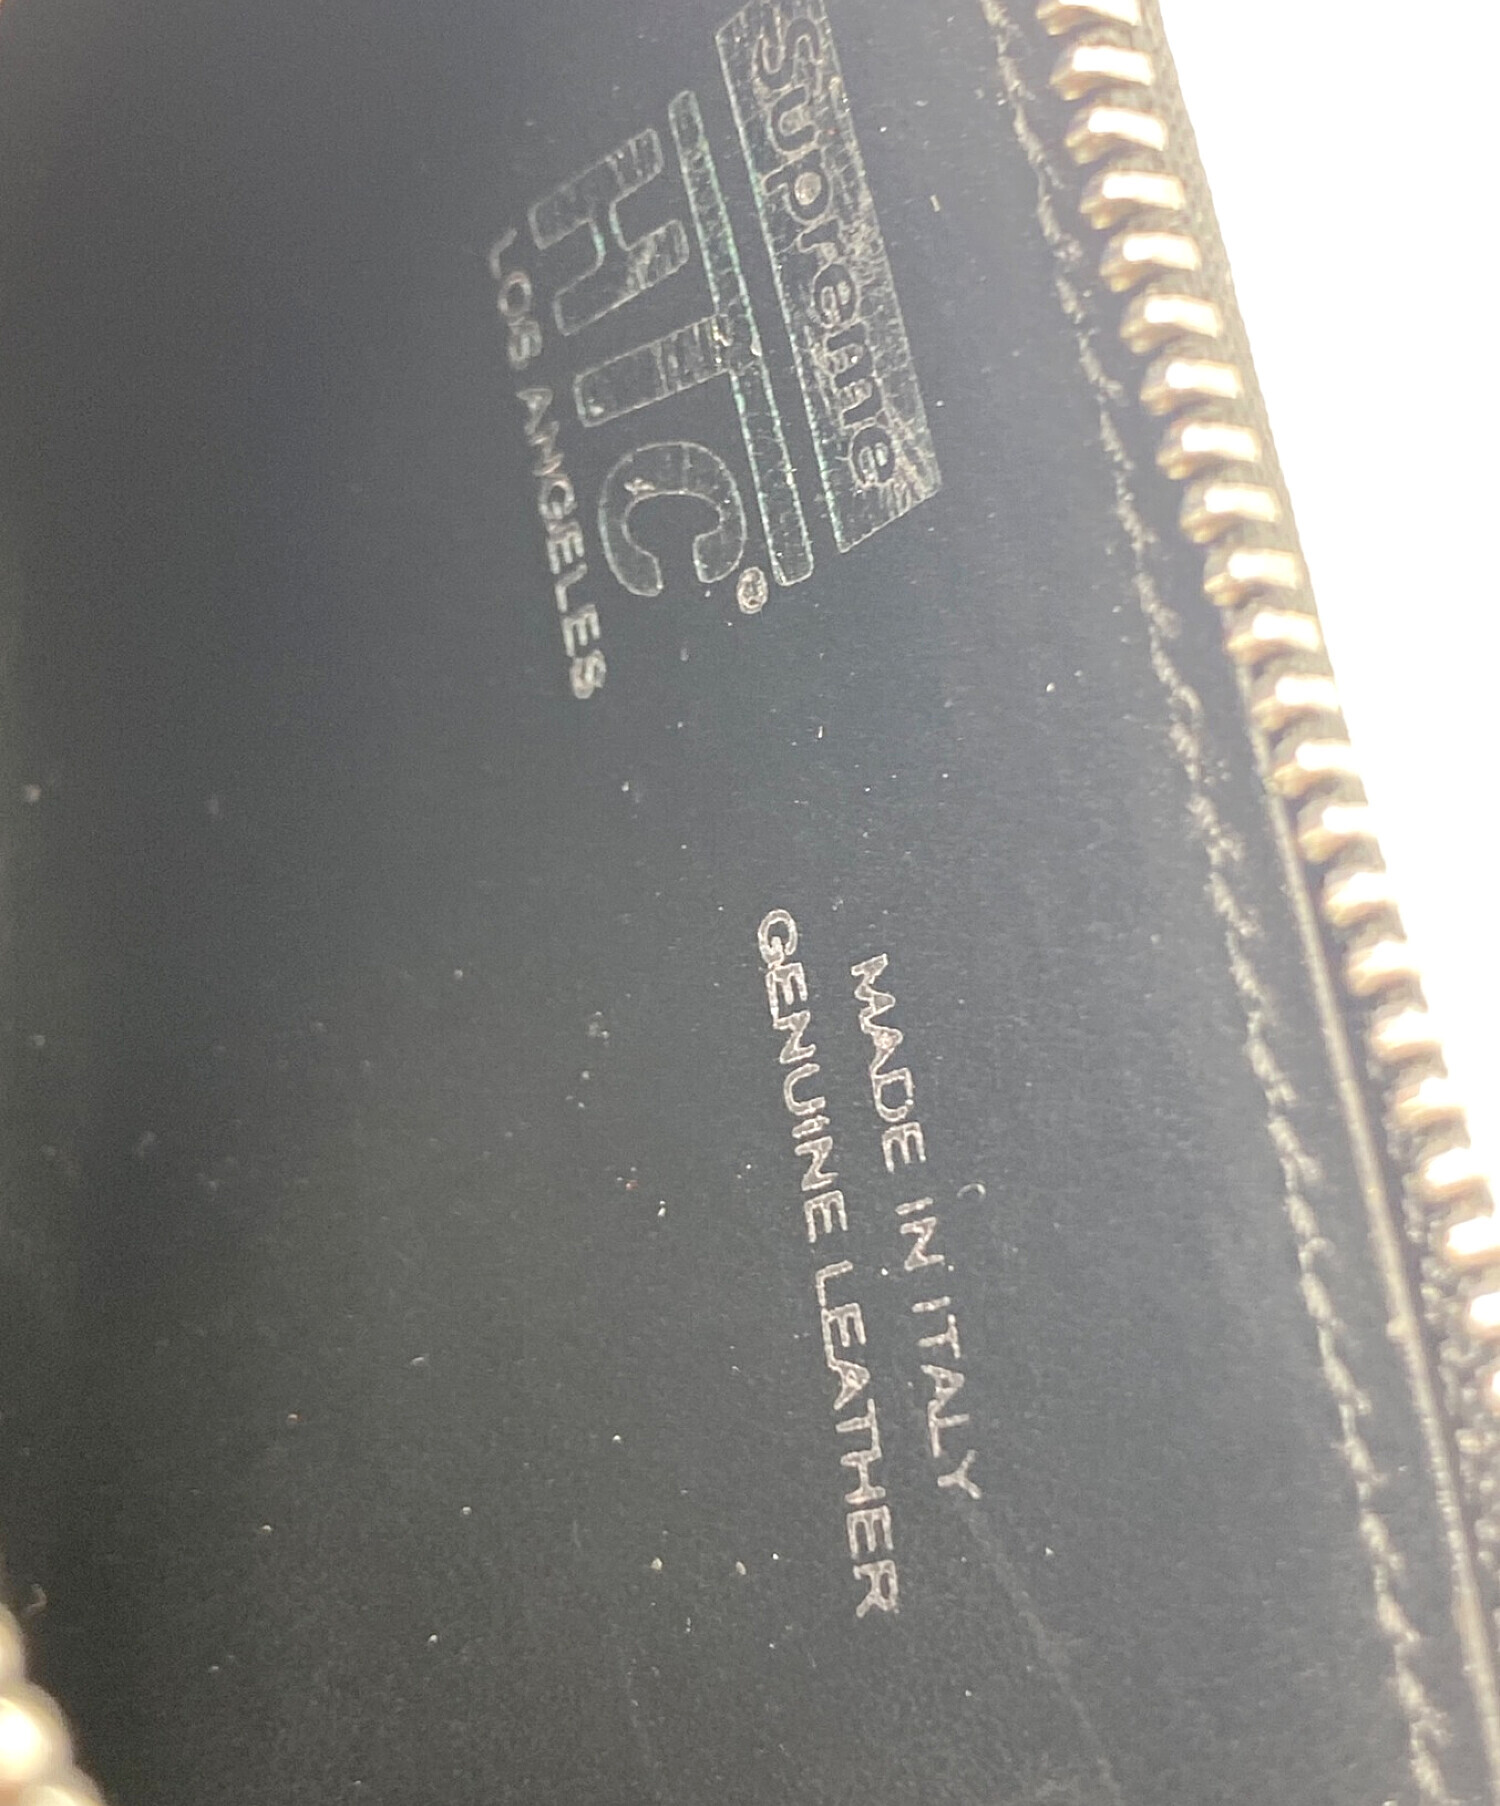 Supreme
HTC®
LOS ANGELES
MADE IN ITALY
GENUINE LEATHER